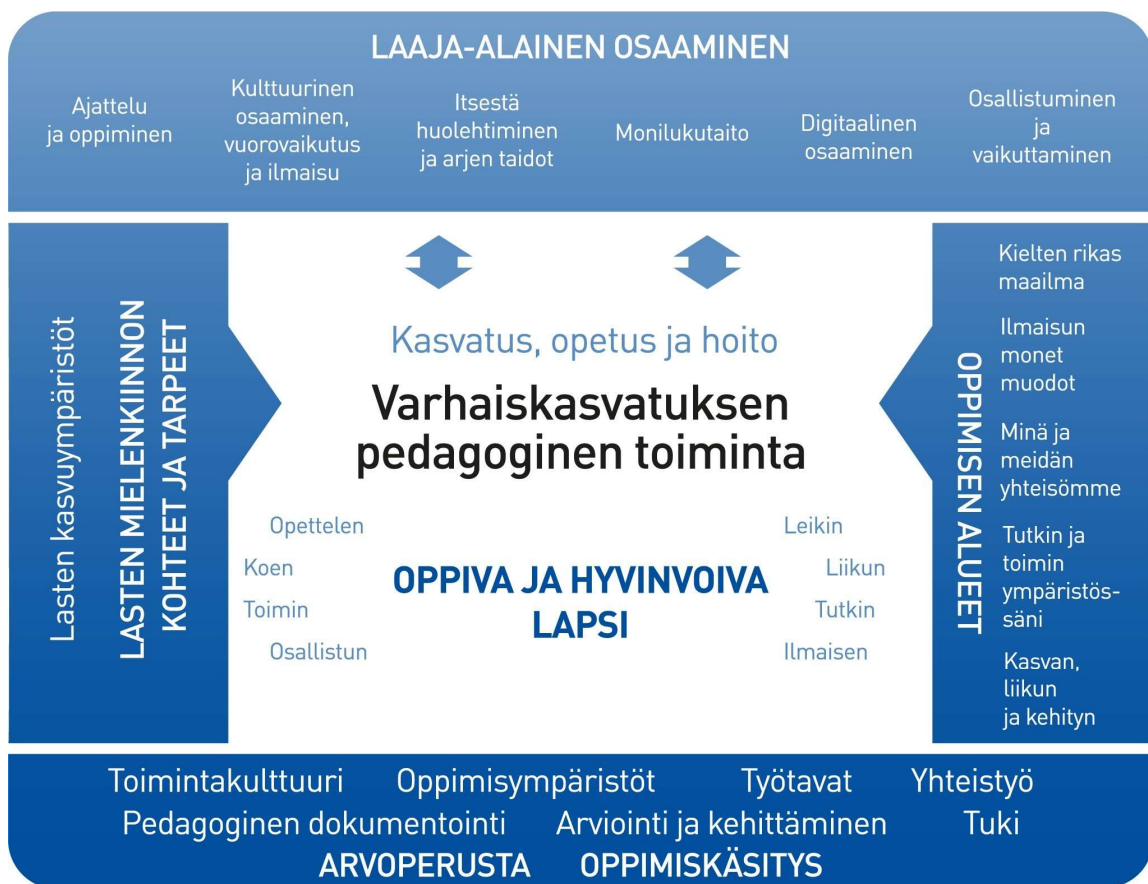 LAAJA-ALAINEN OSAAMINEN
Ajattelu
ja oppiminen
Kulttuurinen
osaaminen,
vuorovaikutus
ja ilmaisu
Itsestä
huolehtiminen
ja arjen taidot
Monilukutaito
Digitaalinen
osaaminen
Osallistuminen
ja
vaikuttaminen
Lasten kasvuympäristöt
LASTEN MIELENKIINNON
KOHTEET JA TARPEET
Kasvatus, opetus ja hoito
Varhaiskasvatuksen
pedagoginen toiminta
Opettelen
Koen
Toimin
Osallistun
OPPIVA JA HYVINVOIVA
LAPSI
Leikin
Liikun
Tutkin
Ilmaisen
OPPIMISEN ALUEET
Kielten rikas
maailma
Ilmaisun
monet
muodot
Minä ja
meidän
yhteisömme
Tutkin ja
toimin
ympäristös-
säni
Kasvan,
liikun
ja kehityn
Toimintakulttuuri Oppimisympäristöt Työtavat Yhteistyö
Pedagoginen dokumentointi Arviointi ja kehittäminen Tuki
ARVOPERUSTA OPPIMISKÄSITYS